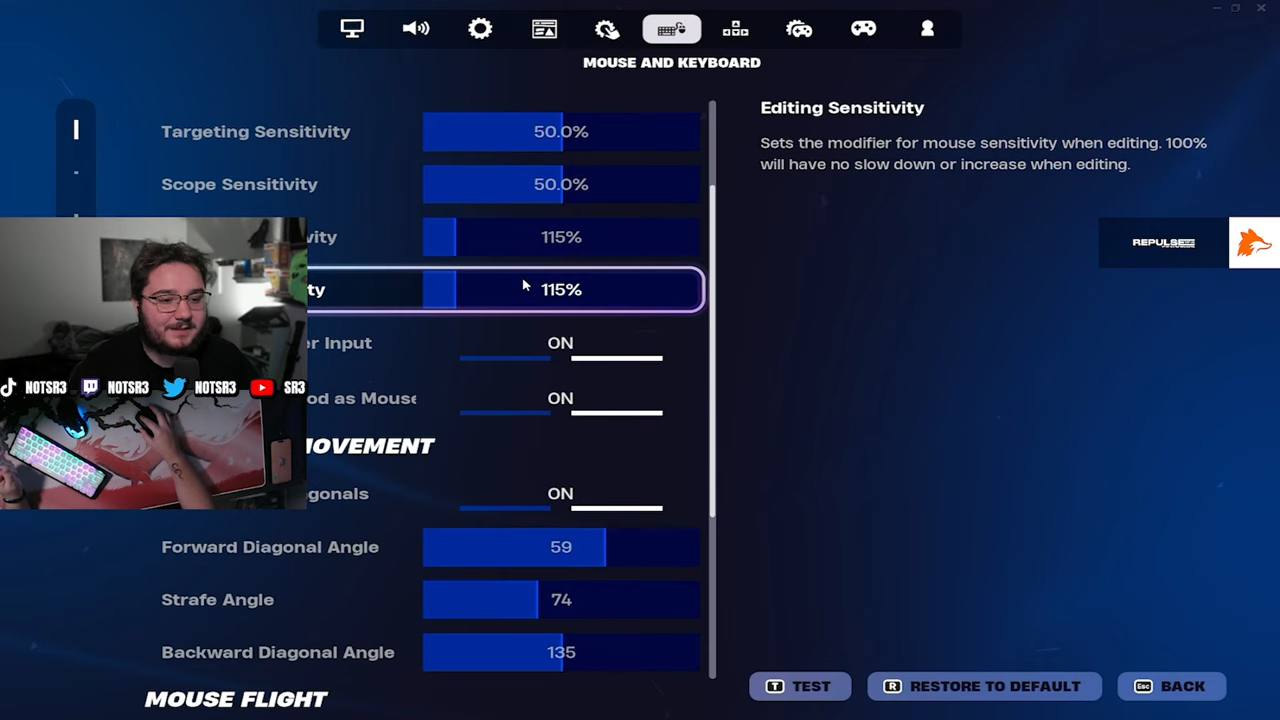 MOUSE AND KEYBOARD
Targeting Sensitivity 50.0%
Scope Sensitivity 50.0%
vity 115%
ty 115%
er Input ON
od as Mouse ON
MOVEMENT
gonals ON
Forward Diagonal Angle 59
Strafe Angle 74
Backward Diagonal Angle 135
MOUSE FLIGHT
Editing Sensitivity
Sets the modifier for mouse sensitivity when editing. 100%
will have no slow down or increase when editing.
REPULSE
NOTSR3 NOTSR3 NOTSR3 SR3
T TEST
R RESTORE TO DEFAULT
Esc BACK